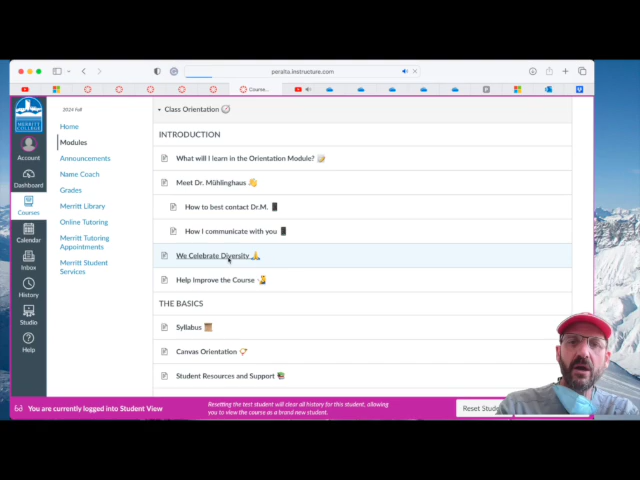 peralta.instructure.com
Course...
MERRITT COLLEGE
Account
Dashboard
Courses
Calendar
Inbox
History
Studio
Help
2024 Fall
Home
Modules
Announcements
Name Coach
Grades
Merritt Library
Online Tutoring
Merritt Tutoring
Appointments
Merritt Student
Services
Class Orientation
INTRODUCTION
What will I learn in the Orientation Module?
Meet Dr. Mühlinghaus
How to best contact Dr.M.
How I communicate with you
We Celebrate Diversity
Help Improve the Course
THE BASICS
Syllabus
Canvas Orientation
Student Resources and Support
You are currently logged into Student View
Resetting the test student will clear all history for this student, allowing
you to view the course as a brand new student.
Reset Stude